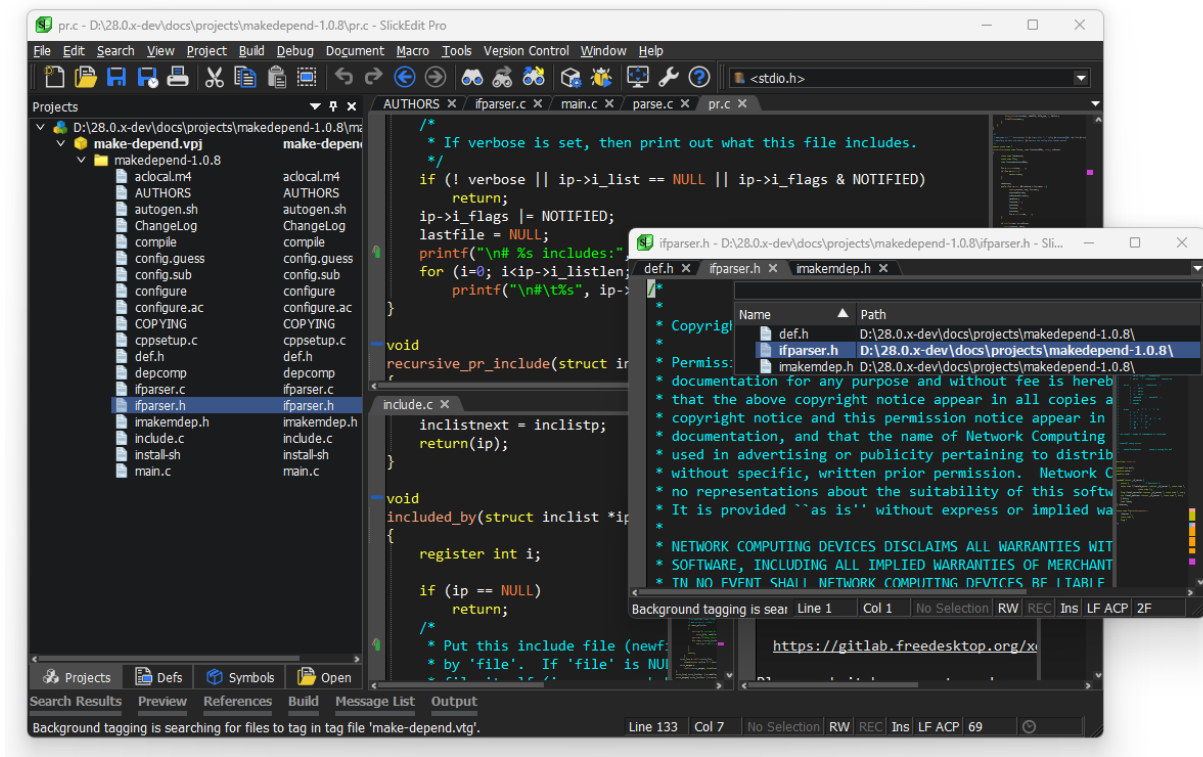 pr.c - D:\28.0.x-dev\docs\projects\makedepend-1.0.8\pr.c - SlickEdit Pro
File Edit Search View Project Build Debug Document Macro Tools Version Control Window Help
<stdio.h>
Projects
D:\28.0.x-dev\docs\projects\makedepend-1.0.8\ma
make-depend.vpj make-depen
makedepend-1.0.8
aclocal.m4 aclocal.m4
AUTHORS AUTHORS
autogen.sh autogen.sh
ChangeLog ChangeLog
compile compile
config.guess config.guess
config.sub config.sub
configure configure
configure.ac configure.ac
COPYING COPYING
cppsetup.c cppsetup.c
def.h def.h
depcomp depcomp
ifparser.c ifparser.c
ifparser.h ifparser.h
imakemdep.h imakemdep.h
include.c include.c
install-sh install-sh
main.c main.c
Projects Defs Symbols Open
AUTHORS ifparser.c main.c parse.c pr.c
/*
* If verbose is set, then print out what this file includes.
*/
if (! verbose || ip->i_list == NULL || ip->i_flags & NOTIFIED)
return;
ip->i_flags |= NOTIFIED;
lastfile = NULL;
printf("\n# %s includes:",
for (i=0; i<ip->i_listlen;
printf("\n#\t%s", ip->
}
void
recursive_pr_include(struct in
{
include.c
inclistnext = inclistp;
return(ip);
}
void
included_by(struct inclist *ip
{
register int i;
if (ip == NULL)
return;
/*
* Put this include file (newf
* by 'file'. If 'file' is NUL
https://gitlab.freedesktop.org/xo
ifparser.h - D:\28.0.x-dev\docs\projects\makedepend-1.0.8\ifparser.h - Sli...
def.h ifparser.h imakemdep.h
Name Path
def.h D:\28.0.x-dev\docs\projects\makedepend-1.0.8\
ifparser.h D:\28.0.x-dev\docs\projects\makedepend-1.0.8\
imakemdep.h D:\28.0.x-dev\docs\projects\makedepend-1.0.8\
/*
*
* Copyrigh
*
* Permiss
* documentation for any purpose and without fee is hereb
* that the above copyright notice appear in all copies a
* copyright notice and this permission notice appear in
* documentation, and that the name of Network Computing
* used in advertising or publicity pertaining to distrib
* without specific, written prior permission. Network C
* no representations about the suitability of this softw
* It is provided ``as is'' without express or implied wa
*
* NETWORK COMPUTING DEVICES DISCLAIMS ALL WARRANTIES WIT
* SOFTWARE, INCLUDING ALL IMPLIED WARRANTIES OF MERCHANT
* IN NO EVENT SHALL NETWORK COMPUTING DEVICES BE LIABLE
Background tagging is sear Line 1 Col 1 No Selection RW REC Ins LF ACP 2F
Search Results Preview References Build Message List Output
Background tagging is searching for files to tag in tag file 'make-depend.vtg'. Line 133 Col 7 No Selection RW REC Ins LF ACP 69